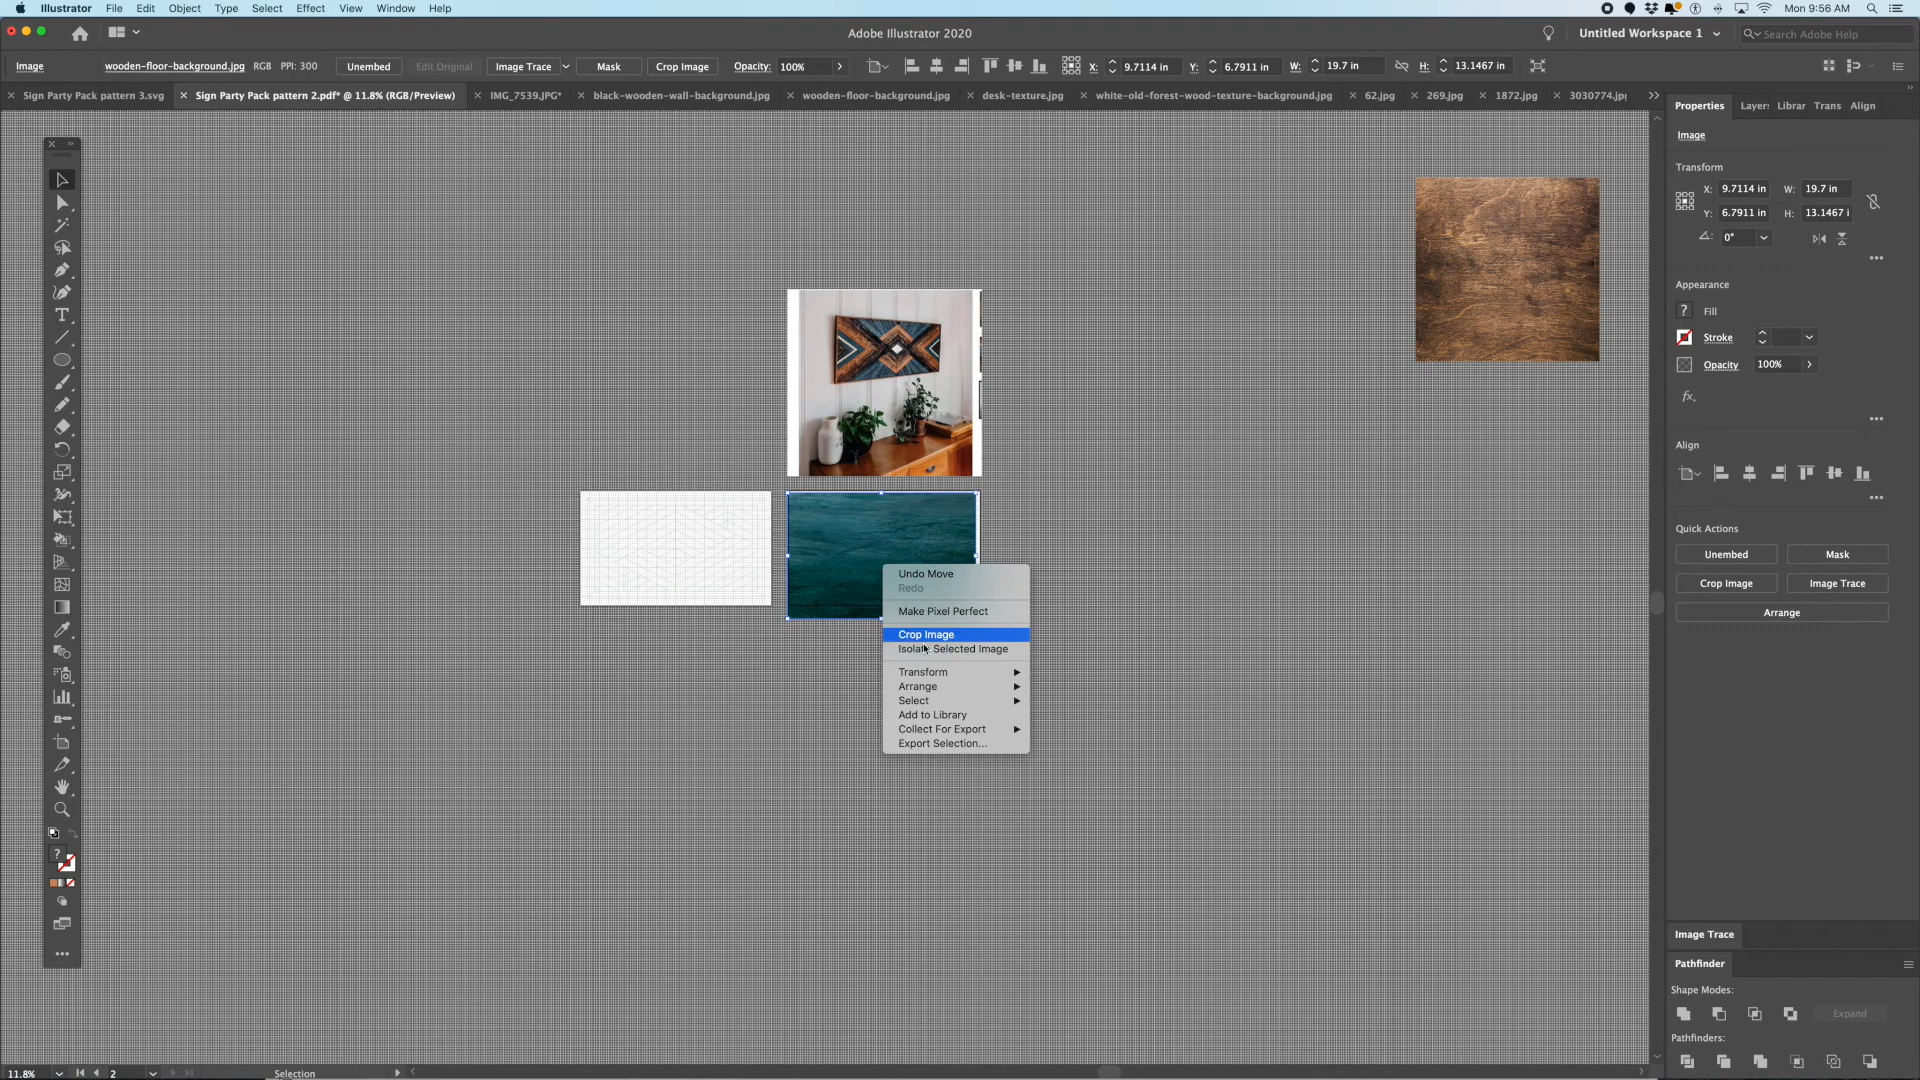 Illustrator File Edit Object Type Select Effect View Window Help Mon 9:56 AM
Adobe Illustrator 2020 Untitled Workspace 1 Search Adobe Help
Image wooden-floor-background.jpg RGB PPI: 300 Unembed Edit Original Image Trace Mask Crop Image Opacity: 100% X: 9.7114 in Y: 6.7911 in W: 19.7 in H: 13.1467 in
Sign Party Pack pattern 3.svg Sign Party Pack pattern 2.pdf* @ 11.8% (RGB/Preview) IMG_7539.JPG* black-wooden-wall-background.jpg wooden-floor-background.jpg desk-texture.jpg white-old-forest-wood-texture-background.jpg 62.jpg 269.jpg 1872.jpg 3030774.jp
Properties Layers Librar Trans Align
Image
Transform
X: 9.7114 in W: 19.7 in
Y: 6.7911 in H: 13.1467 i
0°
Appearance
? Fill
Stroke
Opacity 100%
fx.
Align
Quick Actions
Unembed Mask
Crop Image Image Trace
Arrange
Undo Move
Redo
Make Pixel Perfect
Crop Image
Isolate Selected Image
Transform
Arrange
Select
Add to Library
Collect For Export
Export Selection...
?
Image Trace
Pathfinder
Shape Modes:
Expand
Pathfinders:
11.8% 2 Selection